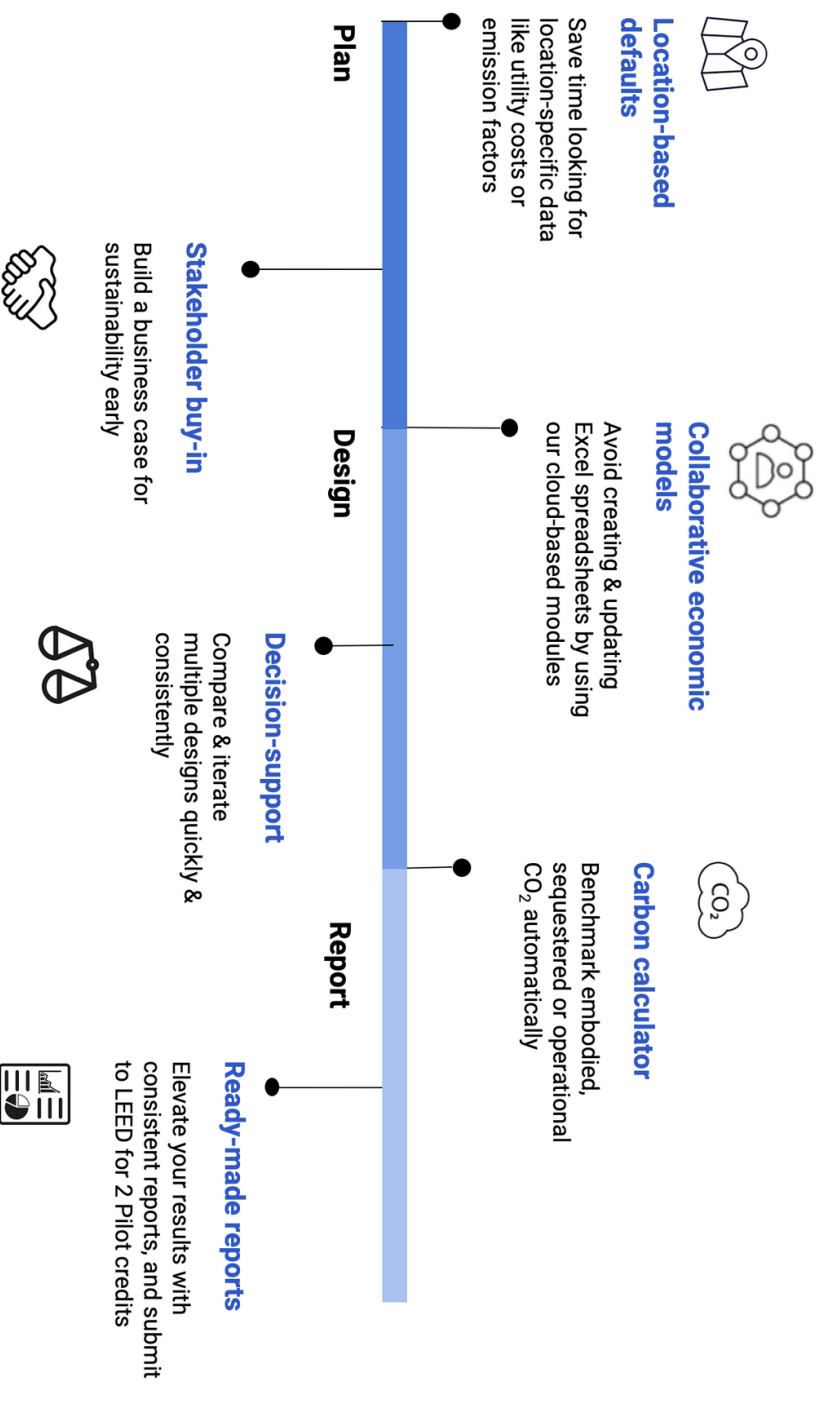 Location-based
defaults
Save time looking for
location-specific data
like utility costs or
emission factors
Collaborative economic
models
Avoid creating & updating
Excel spreadsheets by using
our cloud-based modules
CO₂
Carbon calculator
Benchmark embodied,
sequestered or operational
CO₂ automatically
Plan
Design
Report
Stakeholder buy-in
Build a business case for
sustainability early
Decision-support
Compare & iterate
multiple designs quickly &
consistently
Ready-made reports
Elevate your results with
consistent reports, and submit
to LEED for 2 Pilot credits